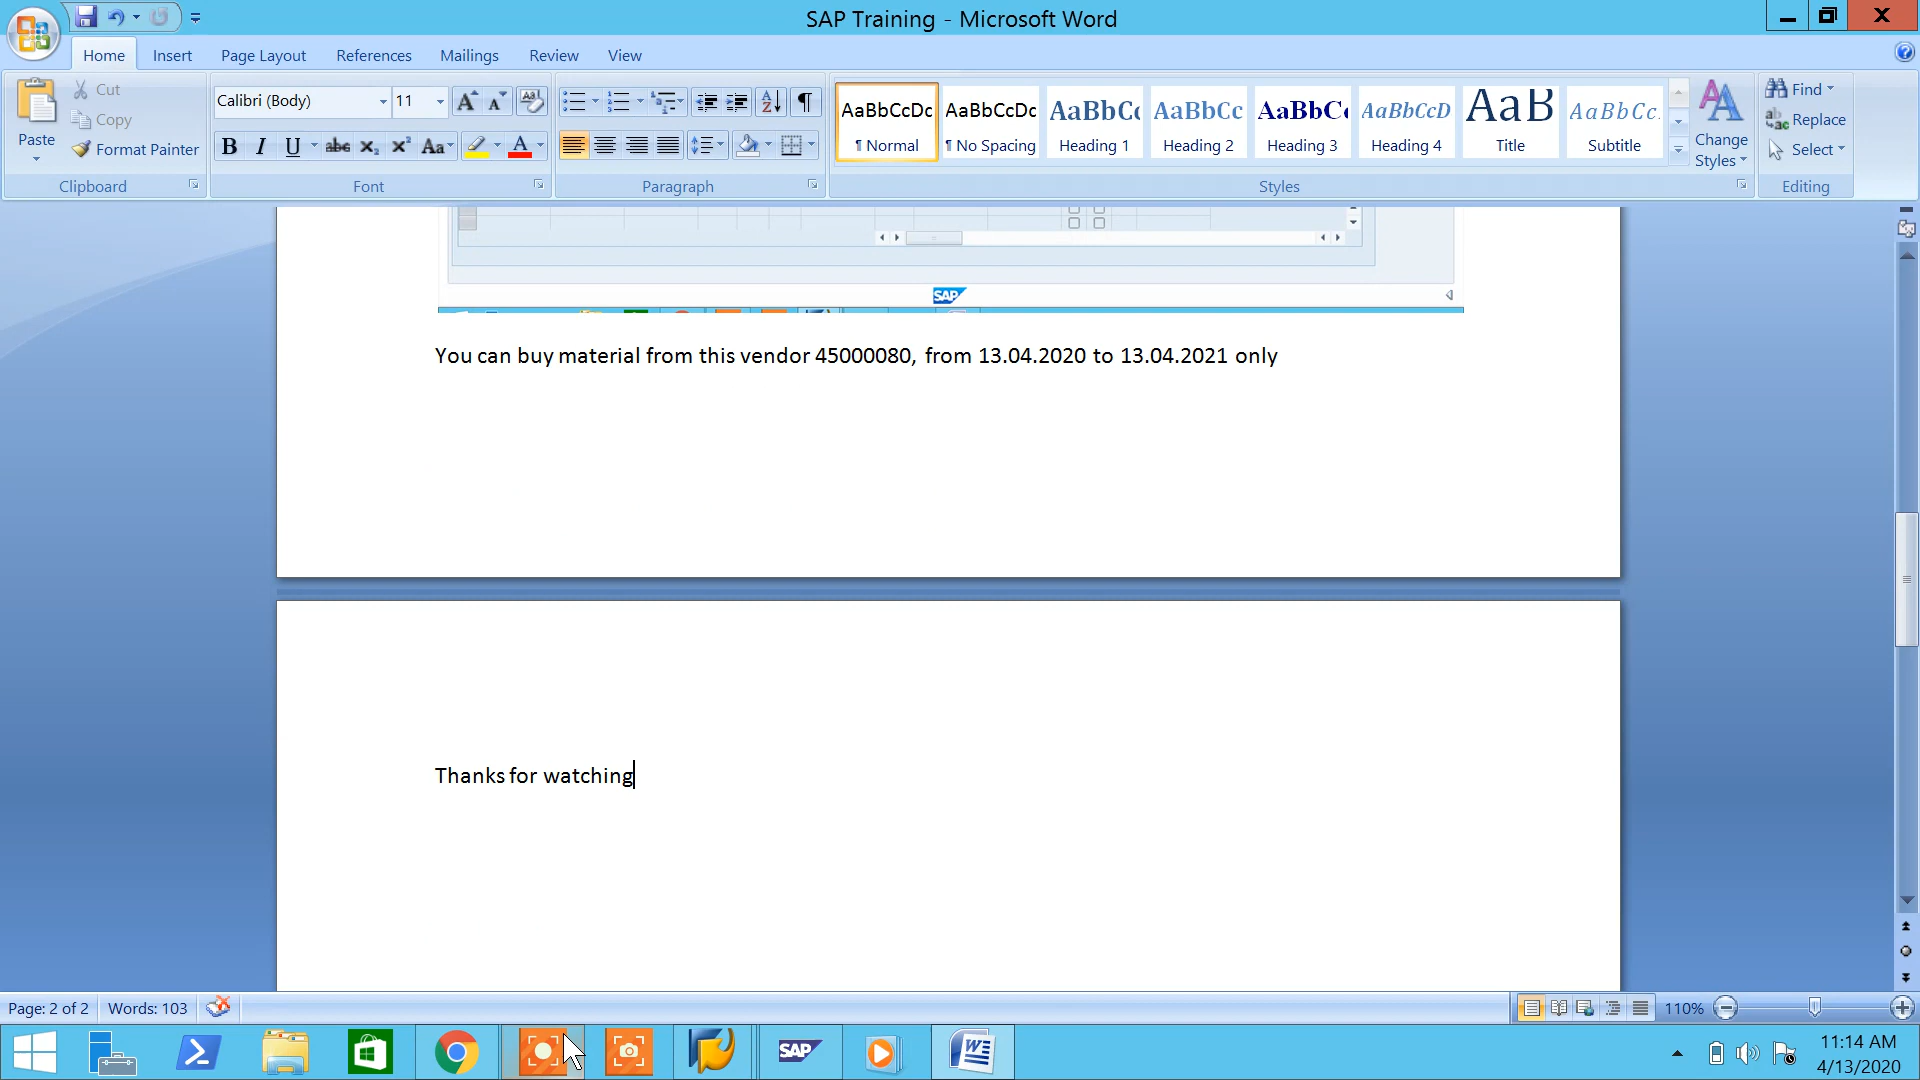 SAP Training - Microsoft Word
Home Insert Page Layout References Mailings Review View
Paste
Cut
Copy
Format Painter
Clipboard
Calibri (Body) 11
B I U abc X₂ X² Aa A
Font
Paragraph
AaBbCcDc AaBbCcDc AaBbCc AaBbCc AaBbCc AaBbCcD AaB AaBbCc.
¶ Normal ¶ No Spacing Heading 1 Heading 2 Heading 3 Heading 4 Title Subtitle
Change Styles
Styles
Find
Replace
Select
Editing
SAP
You can buy material from this vendor 45000080, from 13.04.2020 to 13.04.2021 only
Thanks for watching
Page: 2 of 2 Words: 103 110%
SAP
11:14 AM
4/13/2020